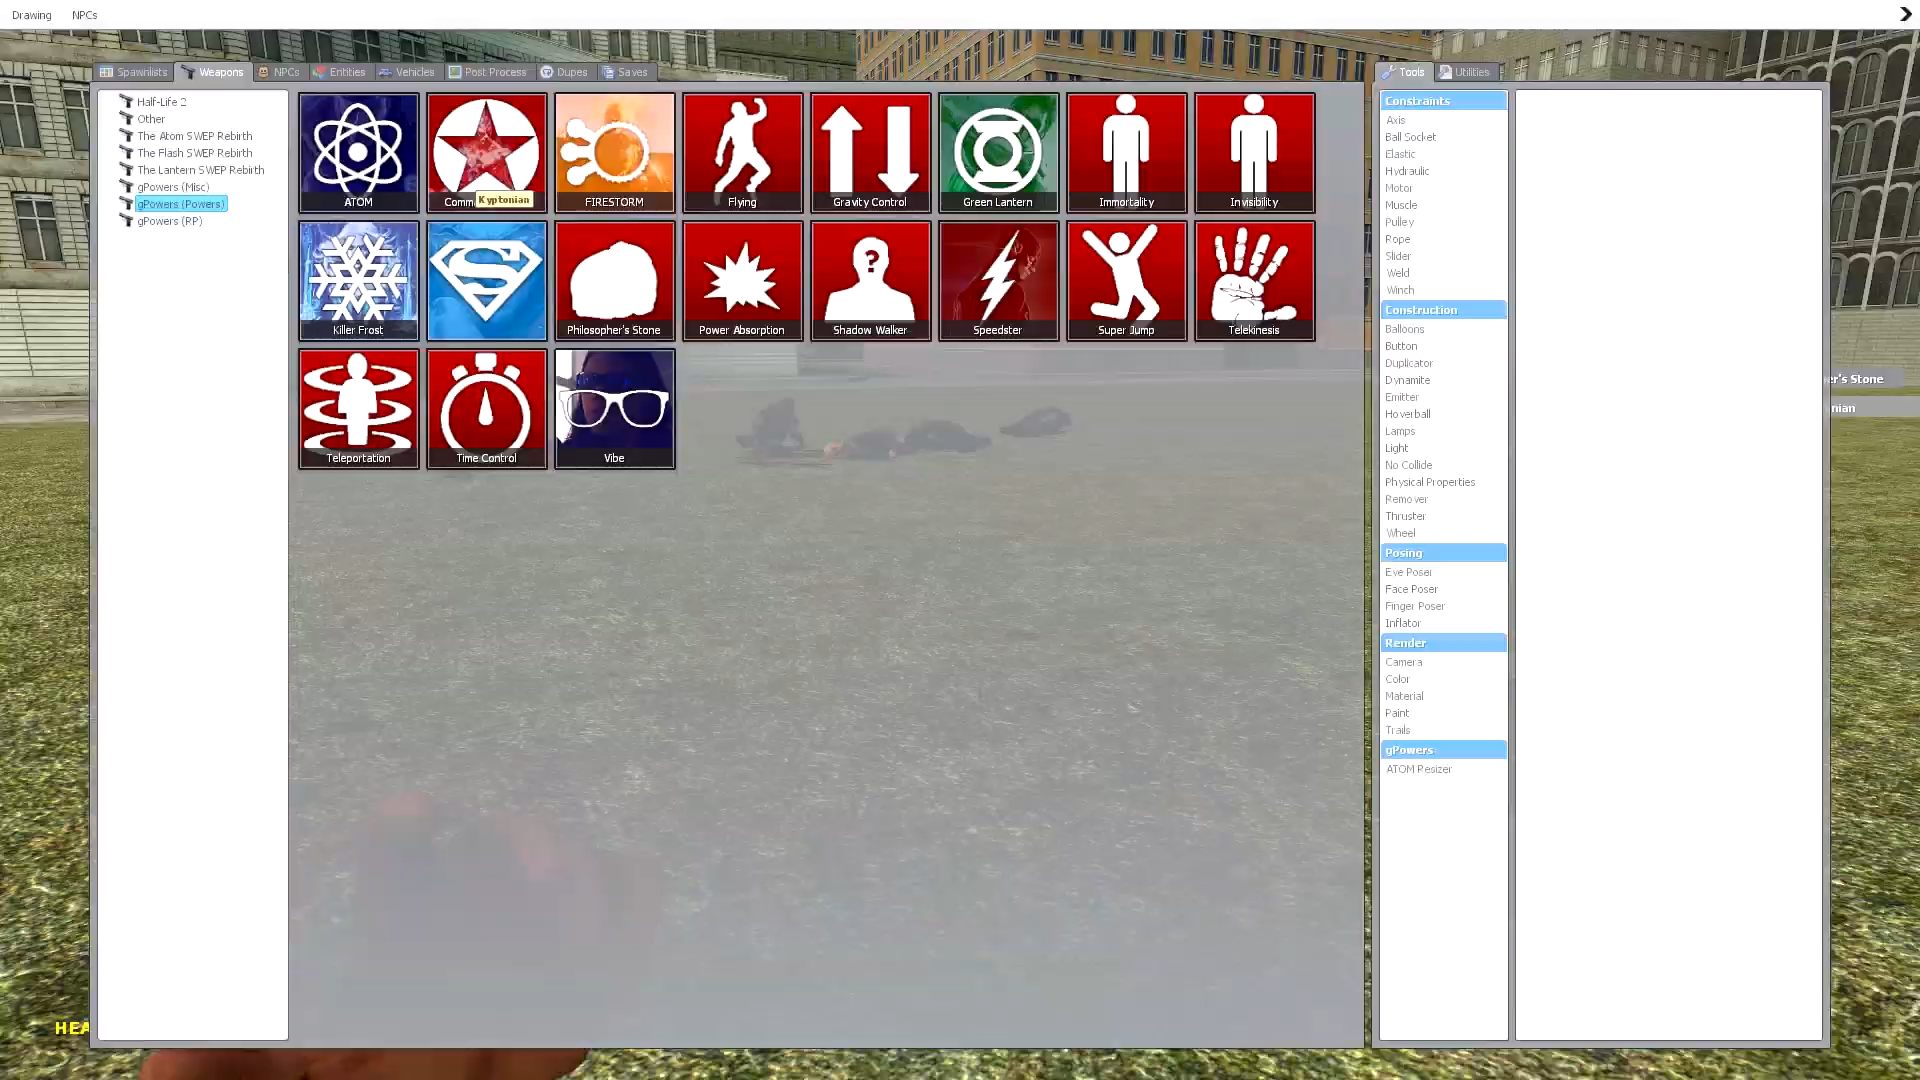 Drawing NPCs
Spawnlists Weapons NPCs Entities Vehicles Post Process Dupes Saves
Tools Utilities
Half-Life 2
Other
The Atom SWEP Rebirth
The Flash SWEP Rebirth
The Lantern SWEP Rebirth
gPowers (Misc)
gPowers (Powers)
gPowers (RP)
ATOM
Comm
Kyptonian
FIRESTORM
Flying
Gravity Control
Green Lantern
Immortality
Invisibility
Killer Frost
Philosopher's Stone
Power Absorption
Shadow Walker
Speedster
Super Jump
Telekinesis
Teleportation
Time Control
Vibe
Constraints
Axis
Ball Socket
Elastic
Hydraulic
Motor
Muscle
Pulley
Rope
Slider
Weld
Winch
Construction
Balloons
Button
Duplicator
Dynamite
Emitter
Hoverball
Lamps
Light
No Collide
Physical Properties
Remover
Thruster
Wheel
Posing
Eye Poser
Face Poser
Finger Poser
Inflator
Render
Camera
Color
Material
Paint
Trails
gPowers
ATOM Resizer
er's Stone
nian
HEA